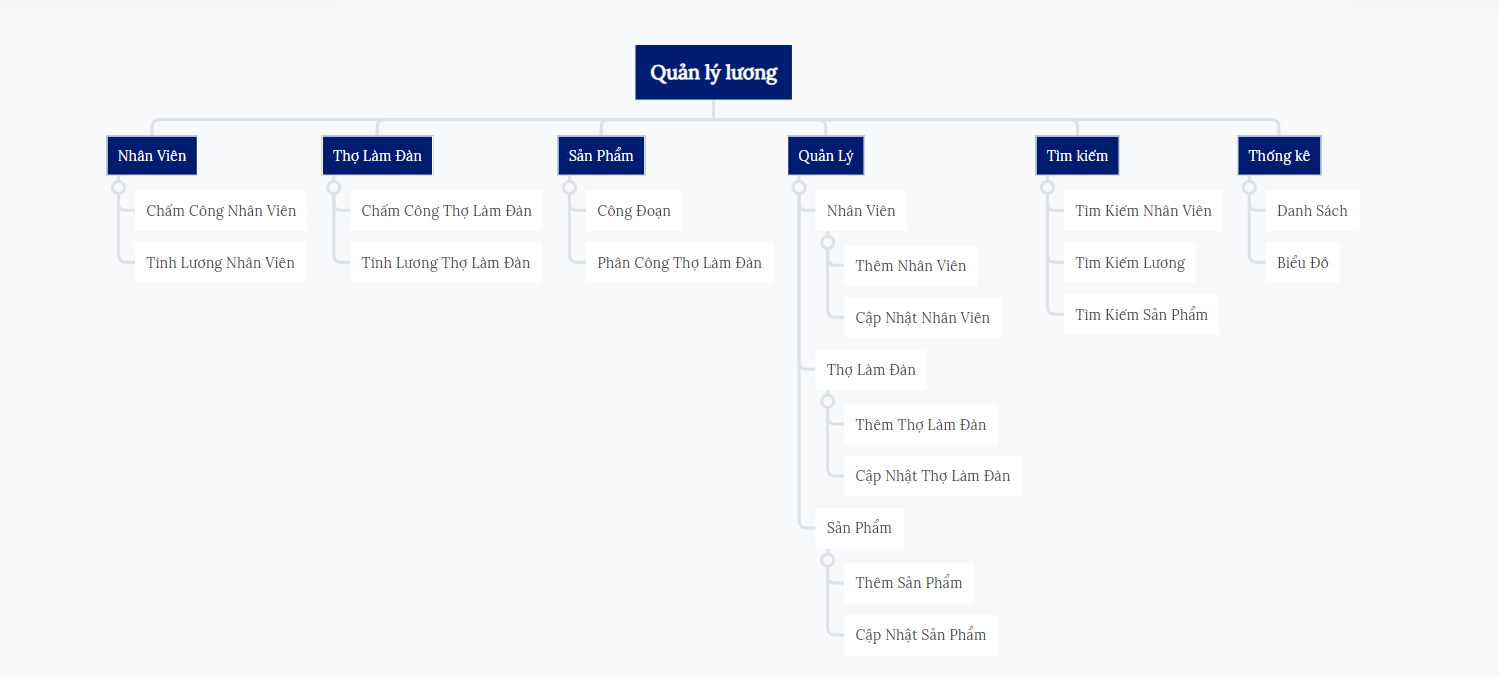 Quản lý lương
Nhân Viên
Chấm Công Nhân Viên
Tính Lương Nhân Viên
Thợ Làm Đàn
Chấm Công Thợ Làm Đàn
Tính Lương Thợ Làm Đàn
Sản Phẩm
Công Đoạn
Phân Công Thợ Làm Đàn
Quản Lý
Nhân Viên
Thêm Nhân Viên
Cập Nhật Nhân Viên
Thợ Làm Đàn
Thêm Thợ Làm Đàn
Cập Nhật Thợ Làm Đàn
Sản Phẩm
Thêm Sản Phẩm
Cập Nhật Sản Phẩm
Tìm kiếm
Tìm Kiếm Nhân Viên
Tìm Kiếm Lương
Tìm Kiếm Sản Phẩm
Thống kê
Danh Sách
Biểu Đồ